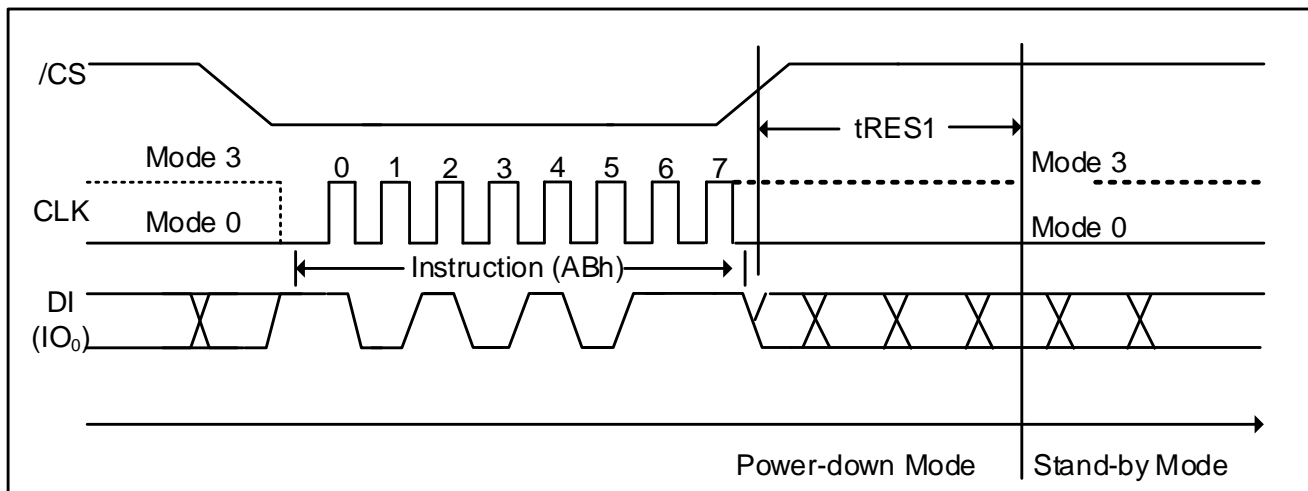 /CS
tRES1
Mode 3
0 1 2 3 4 5 6 7
Mode 3
CLK
Mode 0
Mode 0
Instruction (ABh)
DI
(IO₀)
Power-down Mode
Stand-by Mode